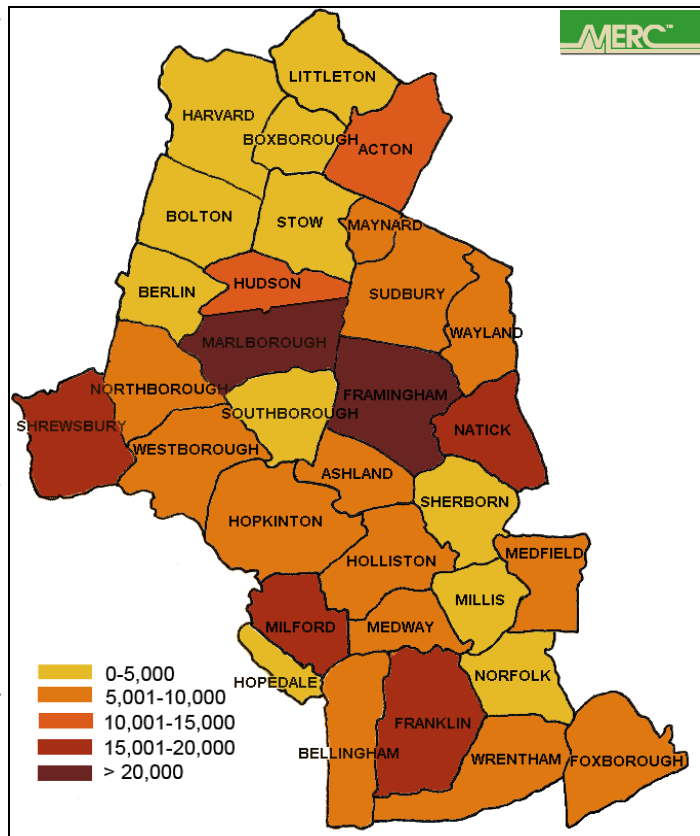 MERC™
LITTLETON
HARVARD
BOXBOROUGH
ACTON
BOLTON
STOW
MAYNARD
HUDSON
BERLIN
SUDBURY
WAYLAND
MARLBOROUGH
NORTHBOROUGH
FRAMINGHAM
SOUTHBOROUGH
SHREWSBURY
NATICK
WESTBOROUGH
ASHLAND
SHERBORN
HOPKINTON
HOLLISTON
MEDFIELD
MILLIS
MILFORD
MEDWAY
NORFOLK
HOPEDALE
FRANKLIN
BELLINGHAM
WRENTHAM
FOXBOROUGH
0-5,000
5,001-10,000
10,001-15,000
15,001-20,000
> 20,000